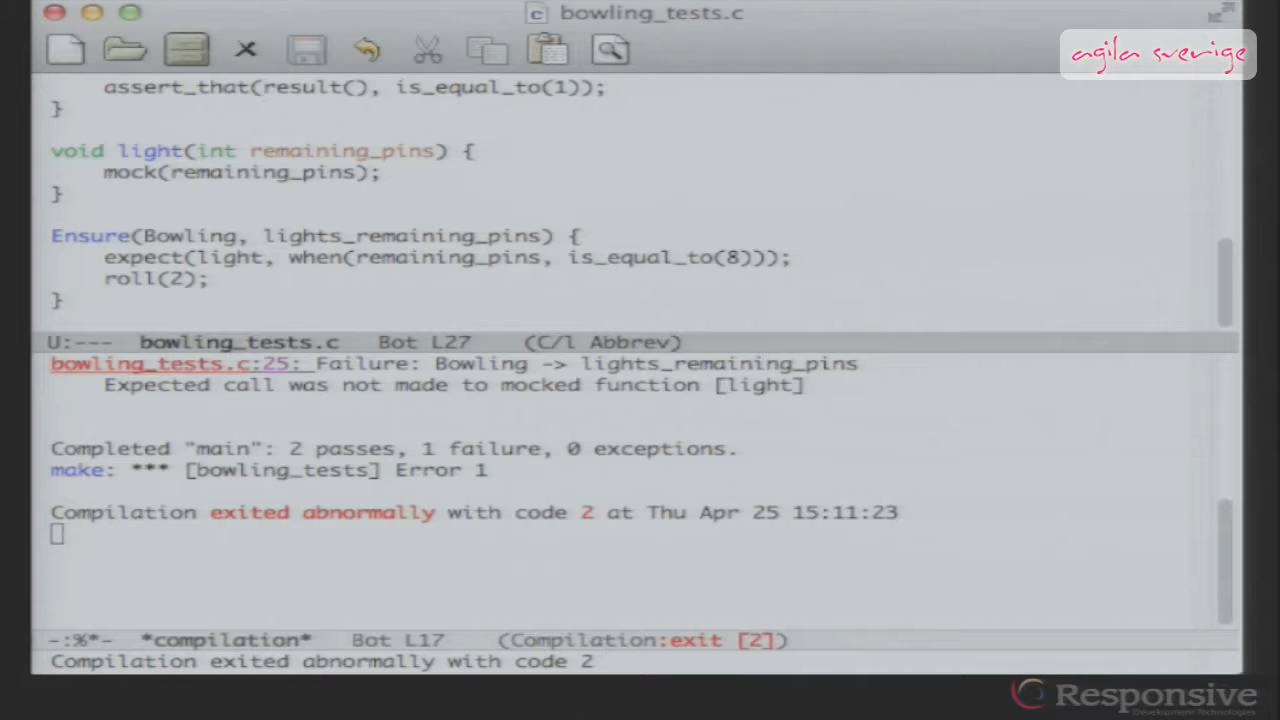 bowling_tests.c
agila sverige
    assert_that(result(), is_equal_to(1));
}
void light(int remaining_pins) {
    mock(remaining_pins);
}
Ensure(Bowling, lights_remaining_pins) {
    expect(light, when(remaining_pins, is_equal_to(8)));
    roll(2);
}
U:--- bowling_tests.c Bot L27 (C/l Abbrev)
bowling_tests.c:25: Failure: Bowling -> lights_remaining_pins
    Expected call was not made to mocked function [light]
Completed "main": 2 passes, 1 failure, 0 exceptions.
make: *** [bowling_tests] Error 1
Compilation exited abnormally with code 2 at Thu Apr 25 15:11:23
-:%*- *compilation* Bot L17 (Compilation:exit [2])
Compilation exited abnormally with code 2
Responsive
Development Technologies